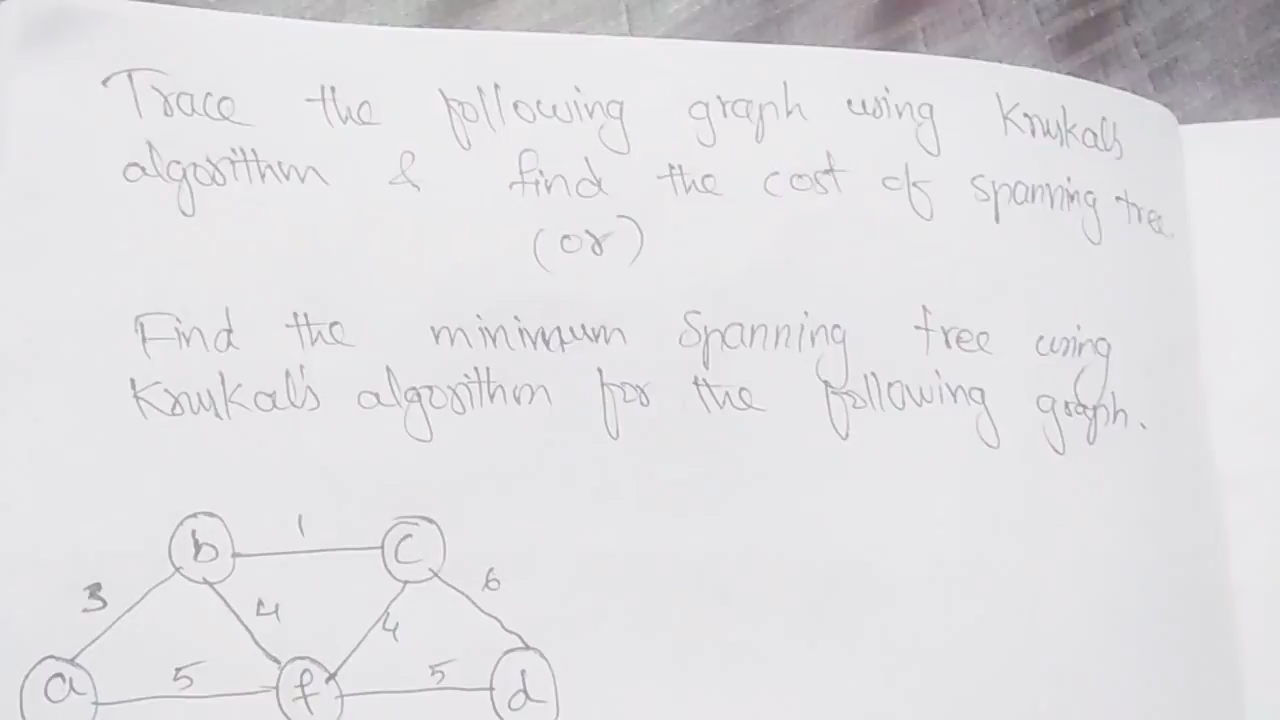 Trace the following graph using Kruskal's
algorithm & find the cost of spanning tree.
(or)
Find the minimum spanning tree using
Kruskal's algorithm for the following graph.
b 1 c
3 4 4 6
a 5 f 5 d